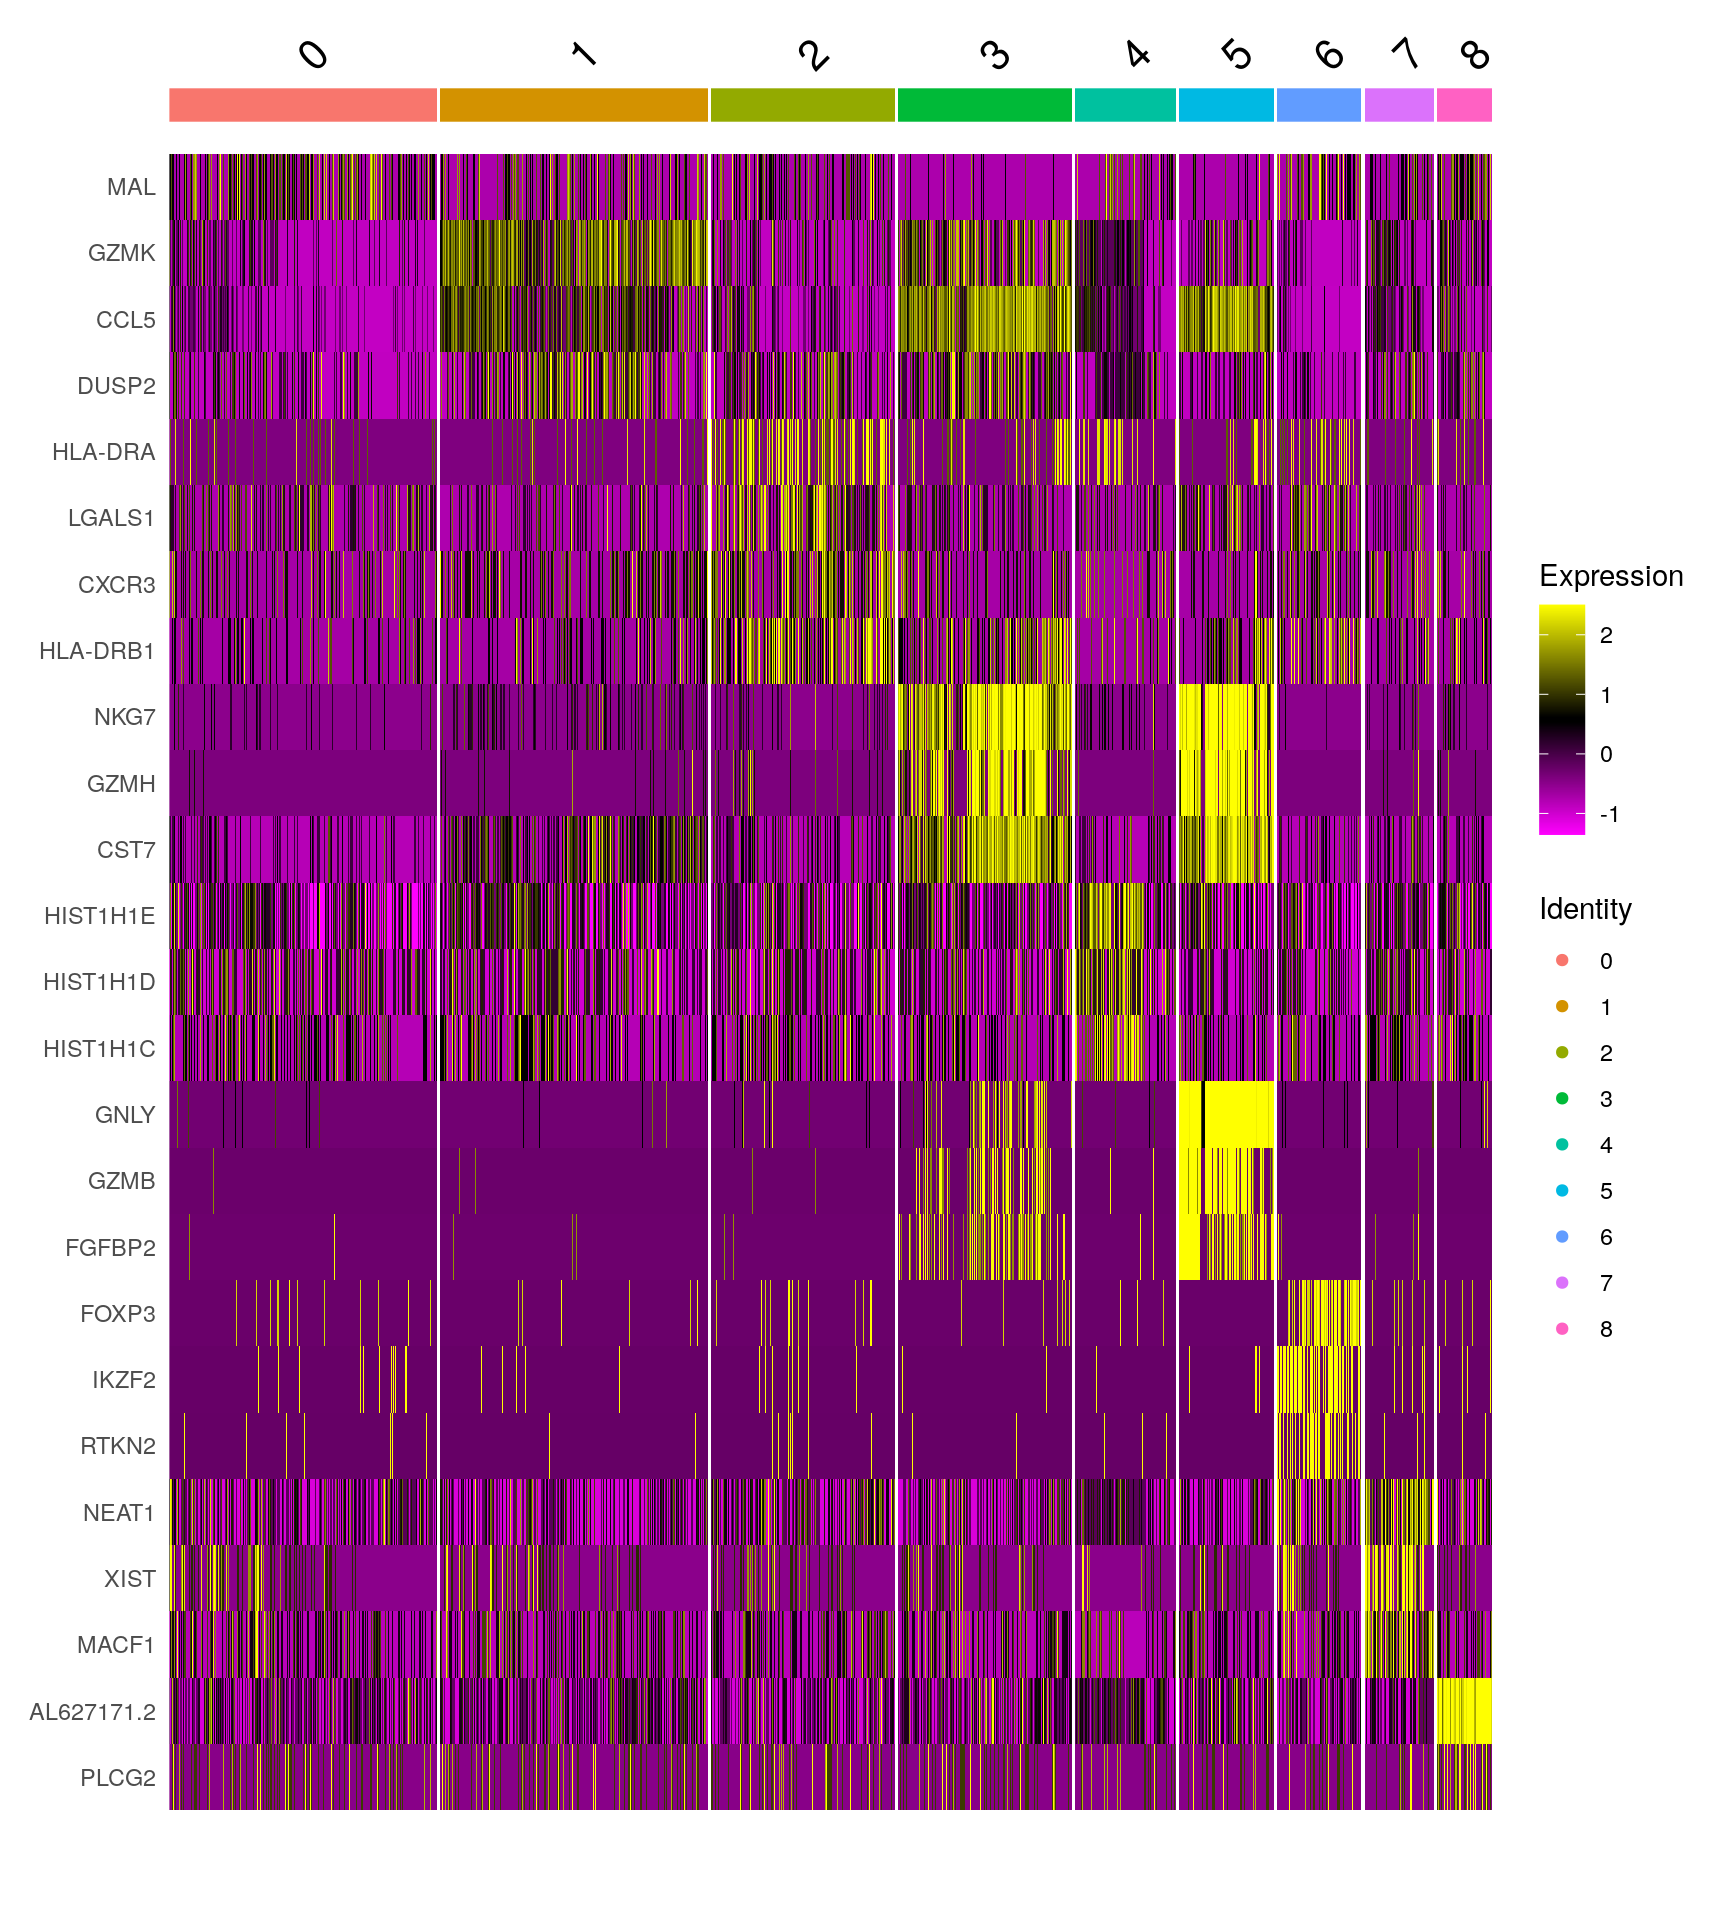 0 1 2 3 4 5 6 7 8
MAL
GZMK
CCL5
DUSP2
HLA-DRA
LGALS1
CXCR3
HLA-DRB1
NKG7
GZMH
CST7
HIST1H1E
HIST1H1D
HIST1H1C
GNLY
GZMB
FGFBP2
FOXP3
IKZF2
RTKN2
NEAT1
XIST
MACF1
AL627171.2
PLCG2
Expression
2
1
0
-1
Identity
0
1
2
3
4
5
6
7
8